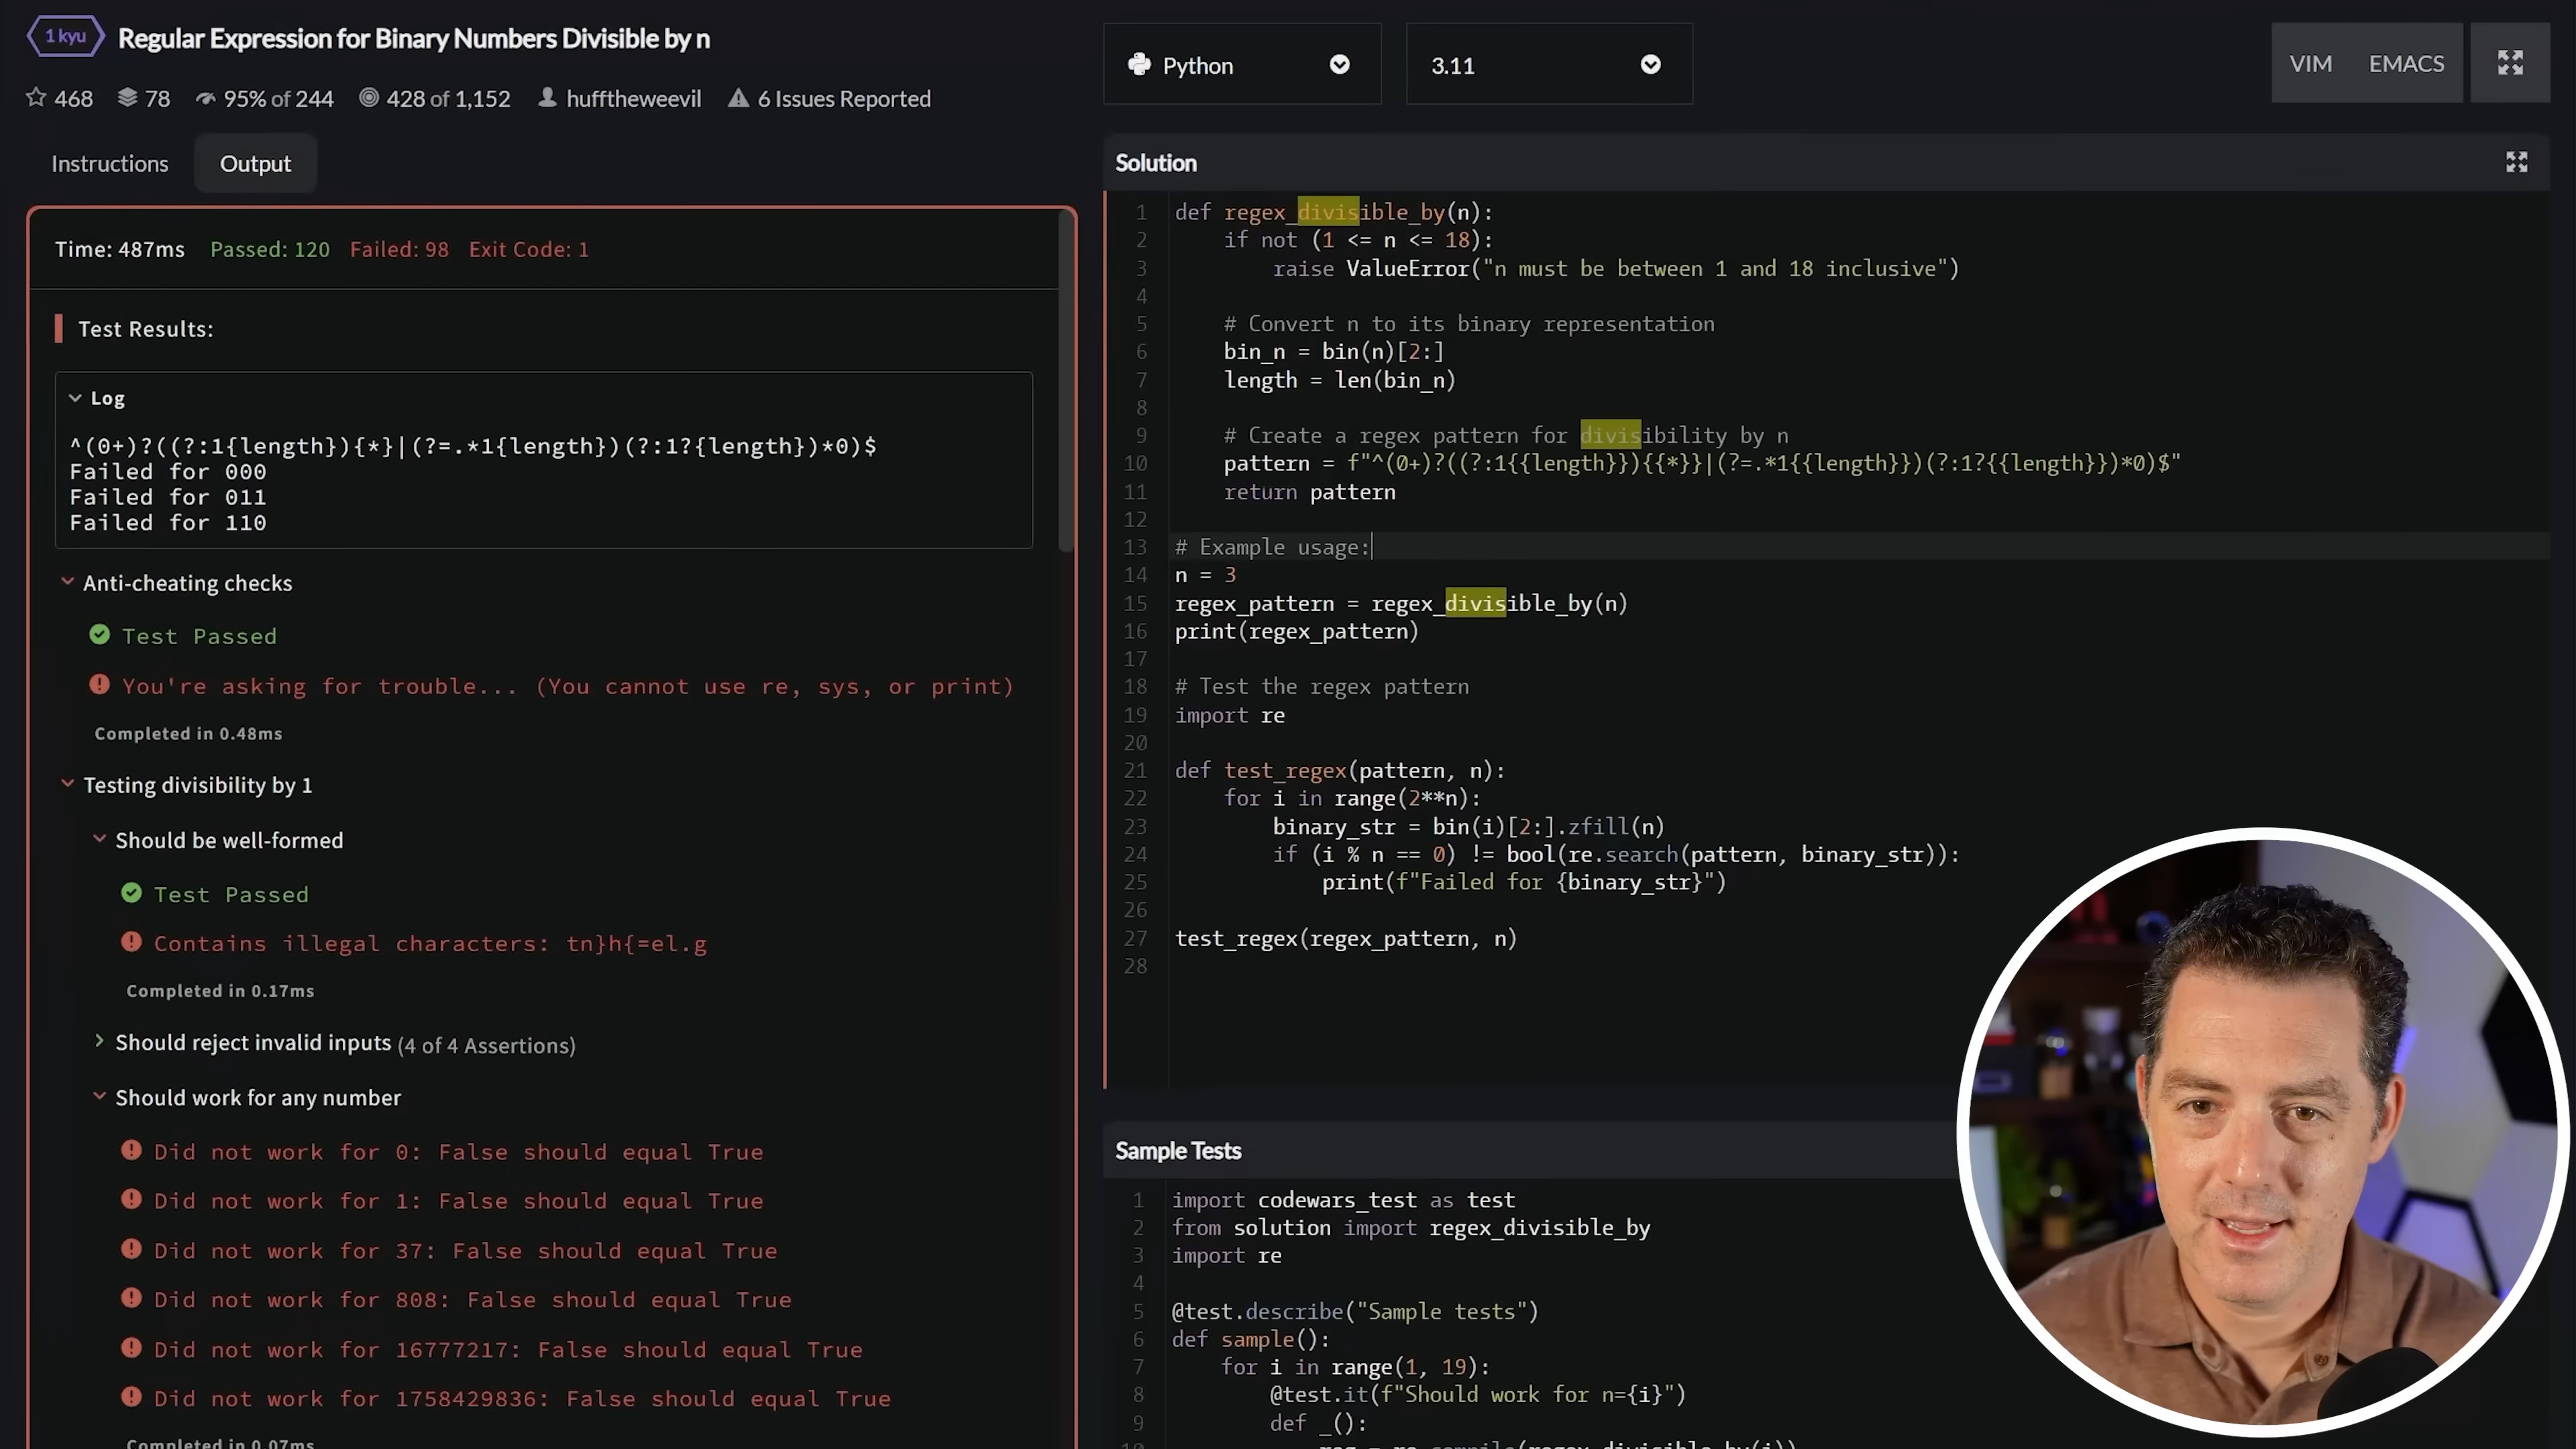 1 kyu
Regular Expression for Binary Numbers Divisible by n
468
78
95% of 244
428 of 1,152
hufftheweevil
6 Issues Reported
Instructions
Output
Time: 487ms Passed: 120 Failed: 98 Exit Code: 1
Test Results:
Log
^(0+)?((?:1{length}){*}|(?=.*1{length})(?:1?{length})*0)$
Failed for 000
Failed for 011
Failed for 110
Anti-cheating checks
Test Passed
You're asking for trouble... (You cannot use re, sys, or print)
Completed in 0.48ms
Testing divisibility by 1
Should be well-formed
Test Passed
Contains illegal characters: tn}h{=el.g
Completed in 0.17ms
Should reject invalid inputs (4 of 4 Assertions)
Should work for any number
Did not work for 0: False should equal True
Did not work for 1: False should equal True
Did not work for 37: False should equal True
Did not work for 808: False should equal True
Did not work for 16777217: False should equal True
Did not work for 1758429836: False should equal True
Completed in 0.07ms
Python
3.11
VIM
EMACS
Solution
1 def regex_divisible_by(n):
2     if not (1 <= n <= 18):
3         raise ValueError("n must be between 1 and 18 inclusive")
4
5     # Convert n to its binary representation
6     bin_n = bin(n)[2:]
7     length = len(bin_n)
8
9     # Create a regex pattern for divisibility by n
10     pattern = f"^(0+)?((?:1{{length}}){{*}}|(?=.*1{{length}})(?:1?{{length}})*0)$"
11     return pattern
12
13 # Example usage:
14 n = 3
15 regex_pattern = regex_divisible_by(n)
16 print(regex_pattern)
17
18 # Test the regex pattern
19 import re
20
21 def test_regex(pattern, n):
22     for i in range(2**n):
23         binary_str = bin(i)[2:].zfill(n)
24         if (i % n == 0) != bool(re.search(pattern, binary_str)):
25             print(f"Failed for {binary_str}")
26
27 test_regex(regex_pattern, n)
28
Sample Tests
1 import codewars_test as test
2 from solution import regex_divisible_by
3 import re
4
5 @test.describe("Sample tests")
6 def sample():
7     for i in range(1, 19):
8         @test.it(f"Should work for n={i}")
9         def _():